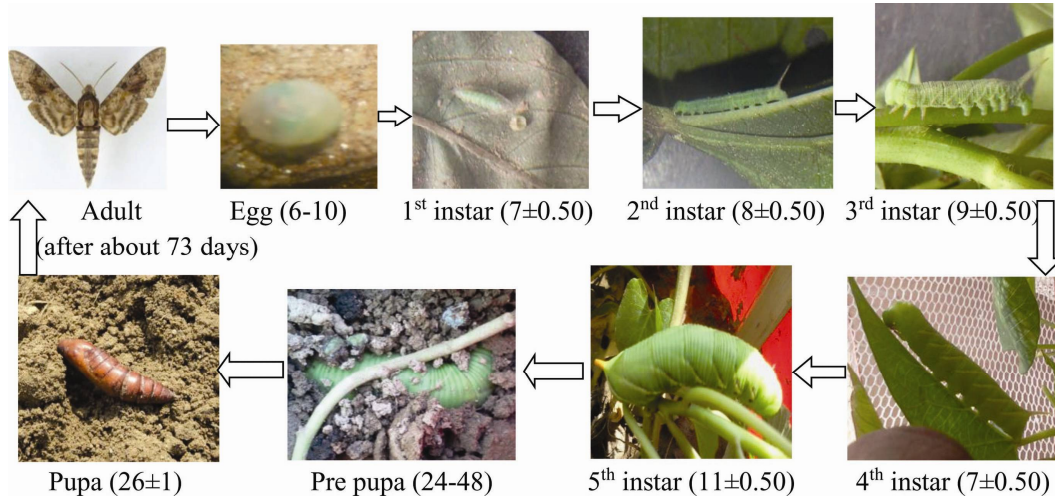 Adult
(after about 73 days)
Egg (6-10)
1st instar (7±0.50)
2nd instar (8±0.50)
3rd instar (9±0.50)
4th instar (7±0.50)
5th instar (11±0.50)
Pre pupa (24-48)
Pupa (26±1)